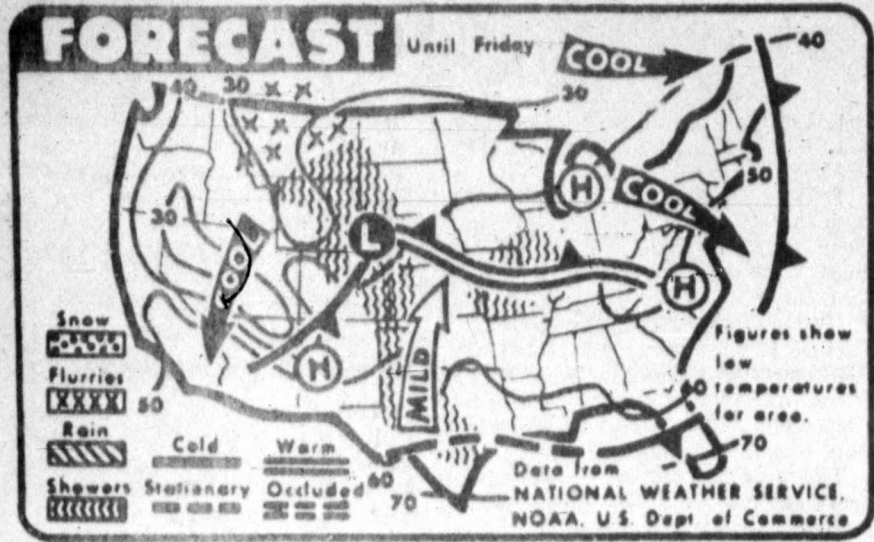 FORECAST
Until Friday
COOL
40
40
30
30
H
COOL
50
30
L
H
Snow
Figures show
low
Flurries
H
MILD
60
temperatures
XXXX
50
for area.
Rain
Cold
Warm
70
Showers
Stationary
Occluded
60
Data from
70
NATIONAL WEATHER SERVICE,
NOAA, U.S. Dept. of Commerce